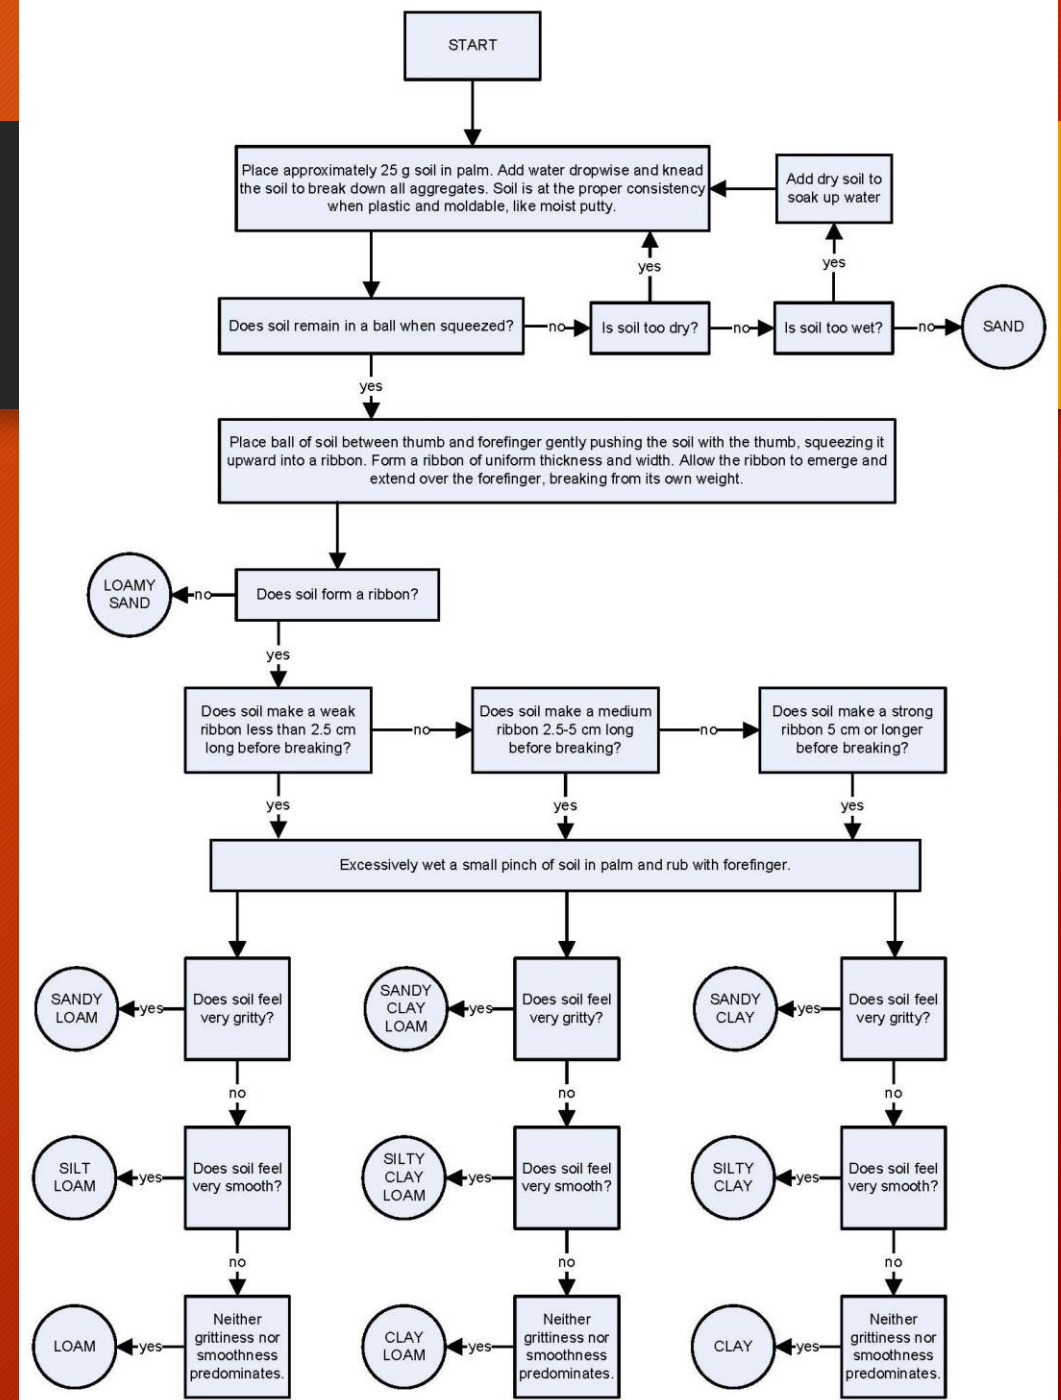 START
Place approximately 25 g soil in palm. Add water dropwise and knead
the soil to break down all aggregates. Soil is at the proper consistency
when plastic and moldable, like moist putty.
Add dry soil to
soak up water
yes
yes
Does soil remain in a ball when squeezed?
no
Is soil too dry?
no
Is soil too wet?
no
SAND
yes
Place ball of soil between thumb and forefinger gently pushing the soil with the thumb, squeezing it
upward into a ribbon. Form a ribbon of uniform thickness and width. Allow the ribbon to emerge and
extend over the forefinger, breaking from its own weight.
LOAMY
SAND
no
Does soil form a ribbon?
yes
Does soil make a weak
ribbon less than 2.5 cm
long before breaking?
no
Does soil make a medium
ribbon 2.5-5 cm long
before breaking?
no
Does soil make a strong
ribbon 5 cm or longer
before breaking?
yes
yes
yes
Excessively wet a small pinch of soil in palm and rub with forefinger.
SANDY
LOAM
yes
Does soil feel
very gritty?
SANDY
CLAY
LOAM
yes
Does soil feel
very gritty?
SANDY
CLAY
yes
Does soil feel
very gritty?
no
no
no
SILT
LOAM
yes
Does soil feel
very smooth?
SILTY
CLAY
LOAM
yes
Does soil feel
very smooth?
SILTY
CLAY
yes
Does soil feel
very smooth?
no
no
no
LOAM
yes
Neither
grittiness nor
smoothness
predominates.
CLAY
LOAM
yes
Neither
grittiness nor
smoothness
predominates.
CLAY
yes
Neither
grittiness nor
smoothness
predominates.